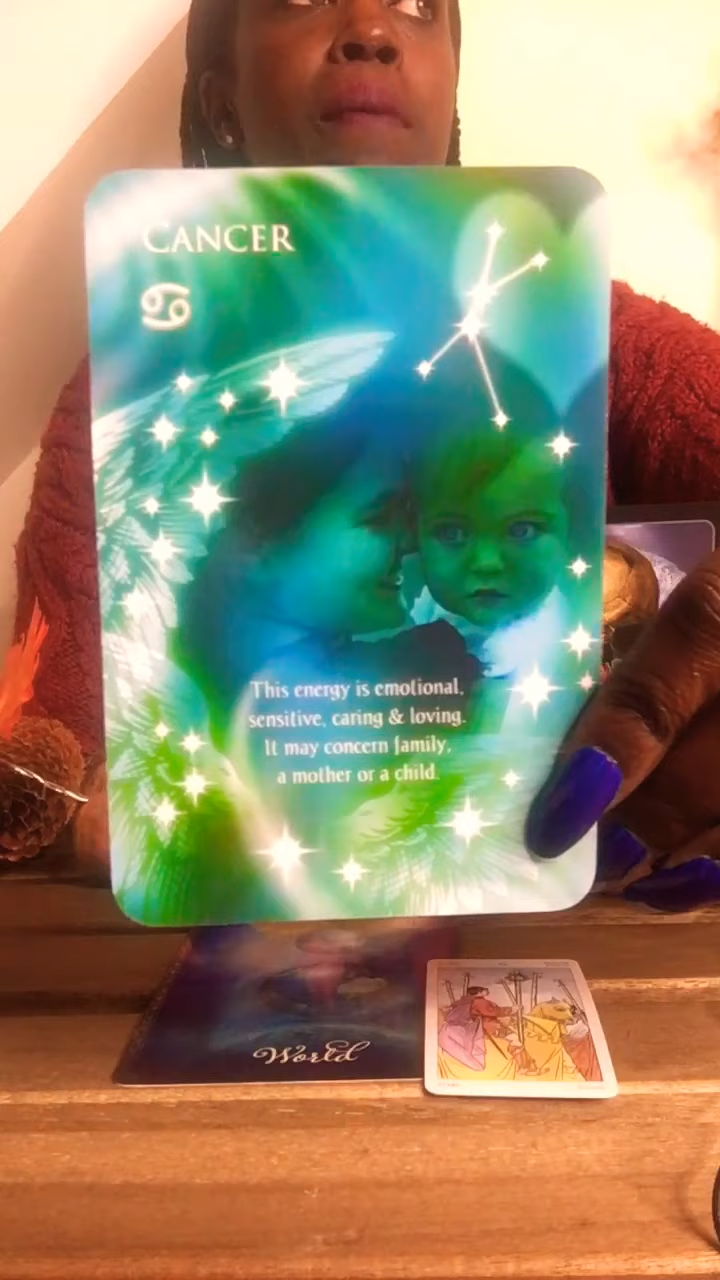 CANCER
♋
This energy is emotional,
sensitive, caring & loving.
It may concern family,
a mother or a child.
World